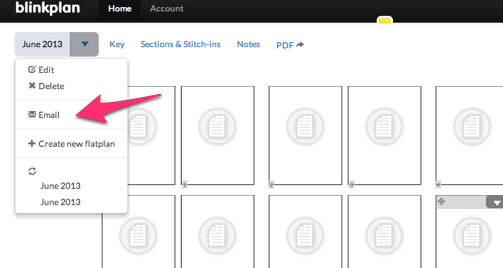 blinkplan Home Account
June 2013 Key Sections & Stitch-ins Notes PDF
Edit
Delete
Email
Create new flatplan
June 2013
June 2013
1 2 3 4